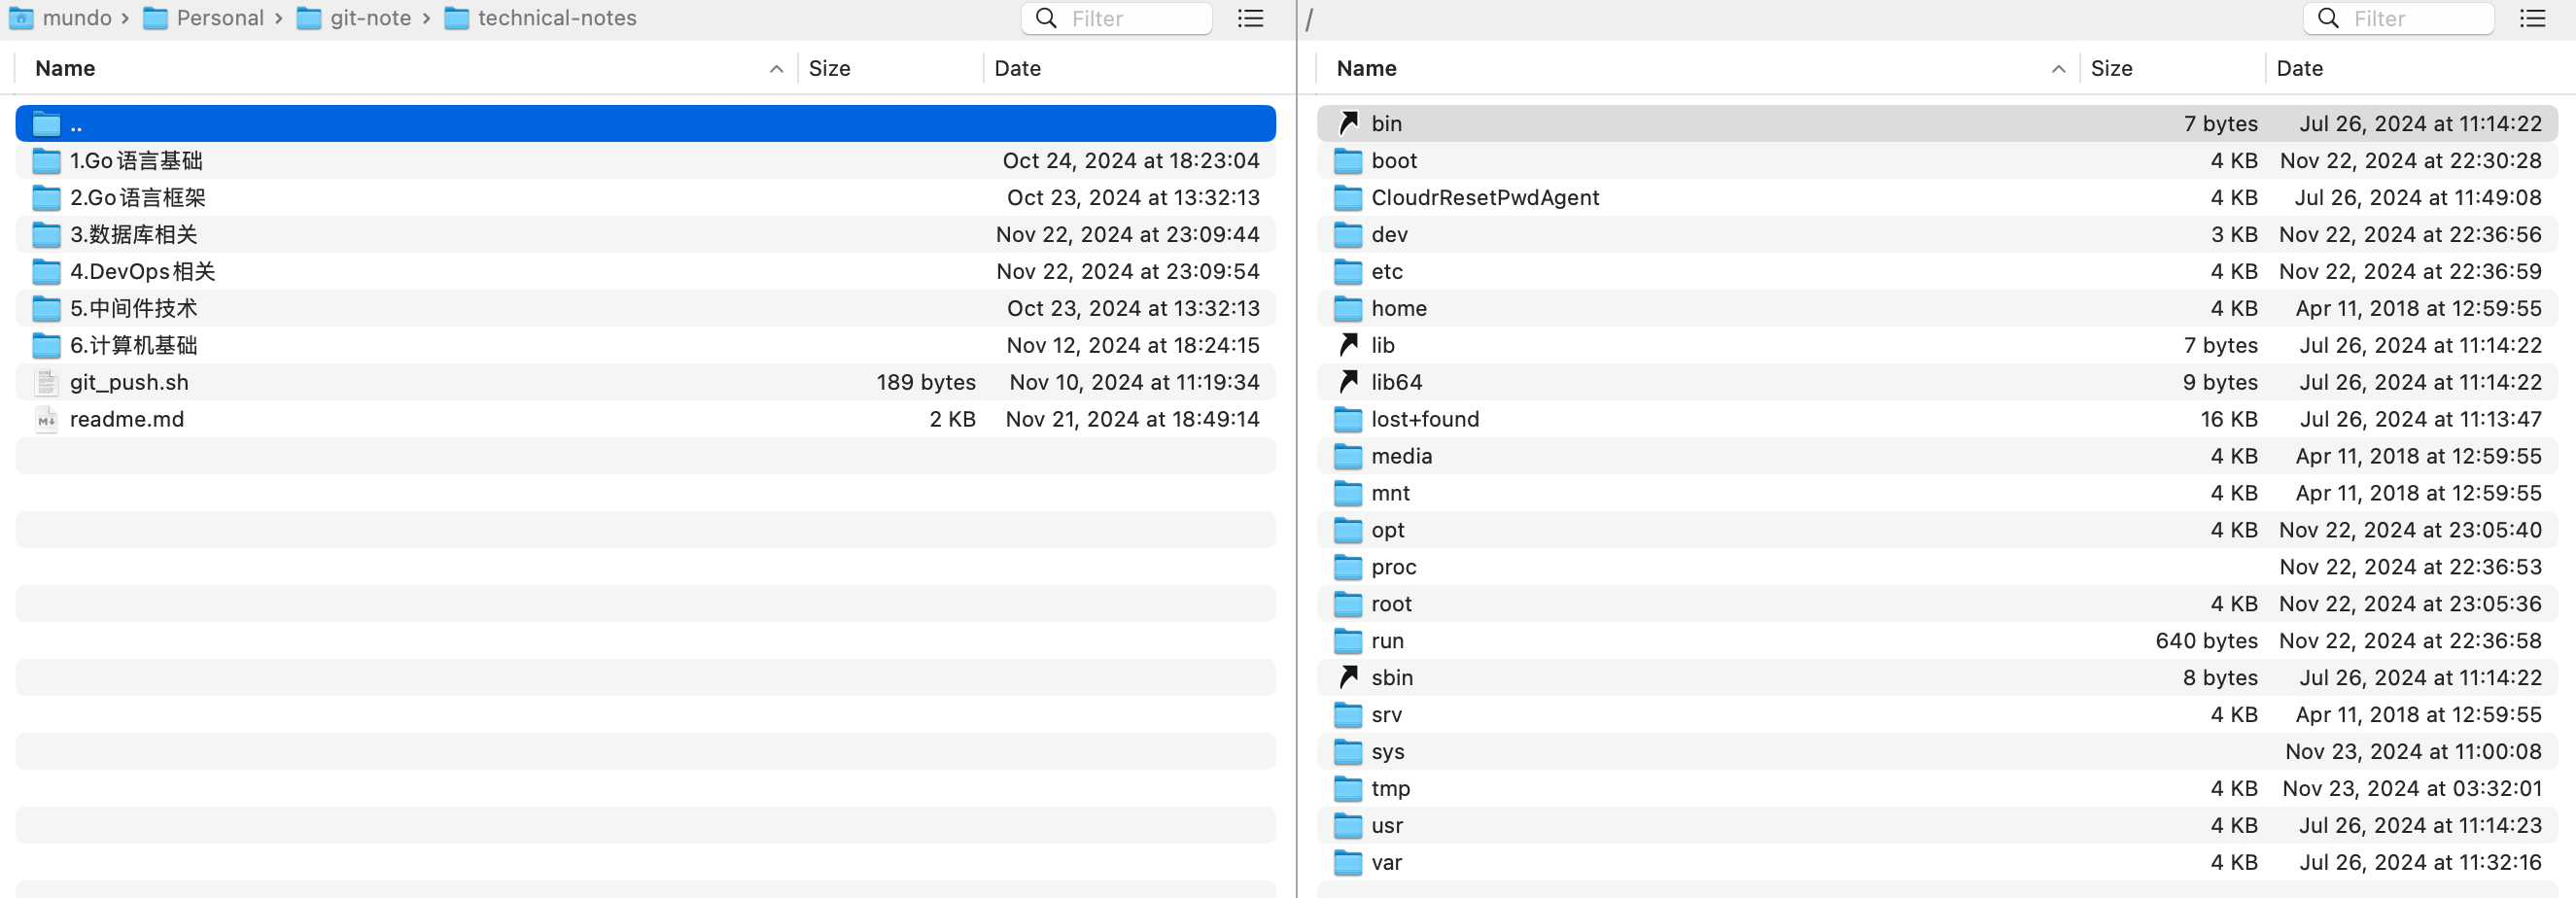 mundo › Personal › git-note › technical-notes Filter
Name Size Date
..
1.Go语言基础 Oct 24, 2024 at 18:23:04
2.Go语言框架 Oct 23, 2024 at 13:32:13
3.数据库相关 Nov 22, 2024 at 23:09:44
4.DevOps相关 Nov 22, 2024 at 23:09:54
5.中间件技术 Oct 23, 2024 at 13:32:13
6.计算机基础 Nov 12, 2024 at 18:24:15
git_push.sh 189 bytes Nov 10, 2024 at 11:19:34
readme.md 2 KB Nov 21, 2024 at 18:49:14
/ Filter
Name Size Date
bin 7 bytes Jul 26, 2024 at 11:14:22
boot 4 KB Nov 22, 2024 at 22:30:28
CloudrResetPwdAgent 4 KB Jul 26, 2024 at 11:49:08
dev 3 KB Nov 22, 2024 at 22:36:56
etc 4 KB Nov 22, 2024 at 22:36:59
home 4 KB Apr 11, 2018 at 12:59:55
lib 7 bytes Jul 26, 2024 at 11:14:22
lib64 9 bytes Jul 26, 2024 at 11:14:22
lost+found 16 KB Jul 26, 2024 at 11:13:47
media 4 KB Apr 11, 2018 at 12:59:55
mnt 4 KB Apr 11, 2018 at 12:59:55
opt 4 KB Nov 22, 2024 at 23:05:40
proc Nov 22, 2024 at 22:36:53
root 4 KB Nov 22, 2024 at 23:05:36
run 640 bytes Nov 22, 2024 at 22:36:58
sbin 8 bytes Jul 26, 2024 at 11:14:22
srv 4 KB Apr 11, 2018 at 12:59:55
sys Nov 23, 2024 at 11:00:08
tmp 4 KB Nov 23, 2024 at 03:32:01
usr 4 KB Jul 26, 2024 at 11:14:23
var 4 KB Jul 26, 2024 at 11:32:16